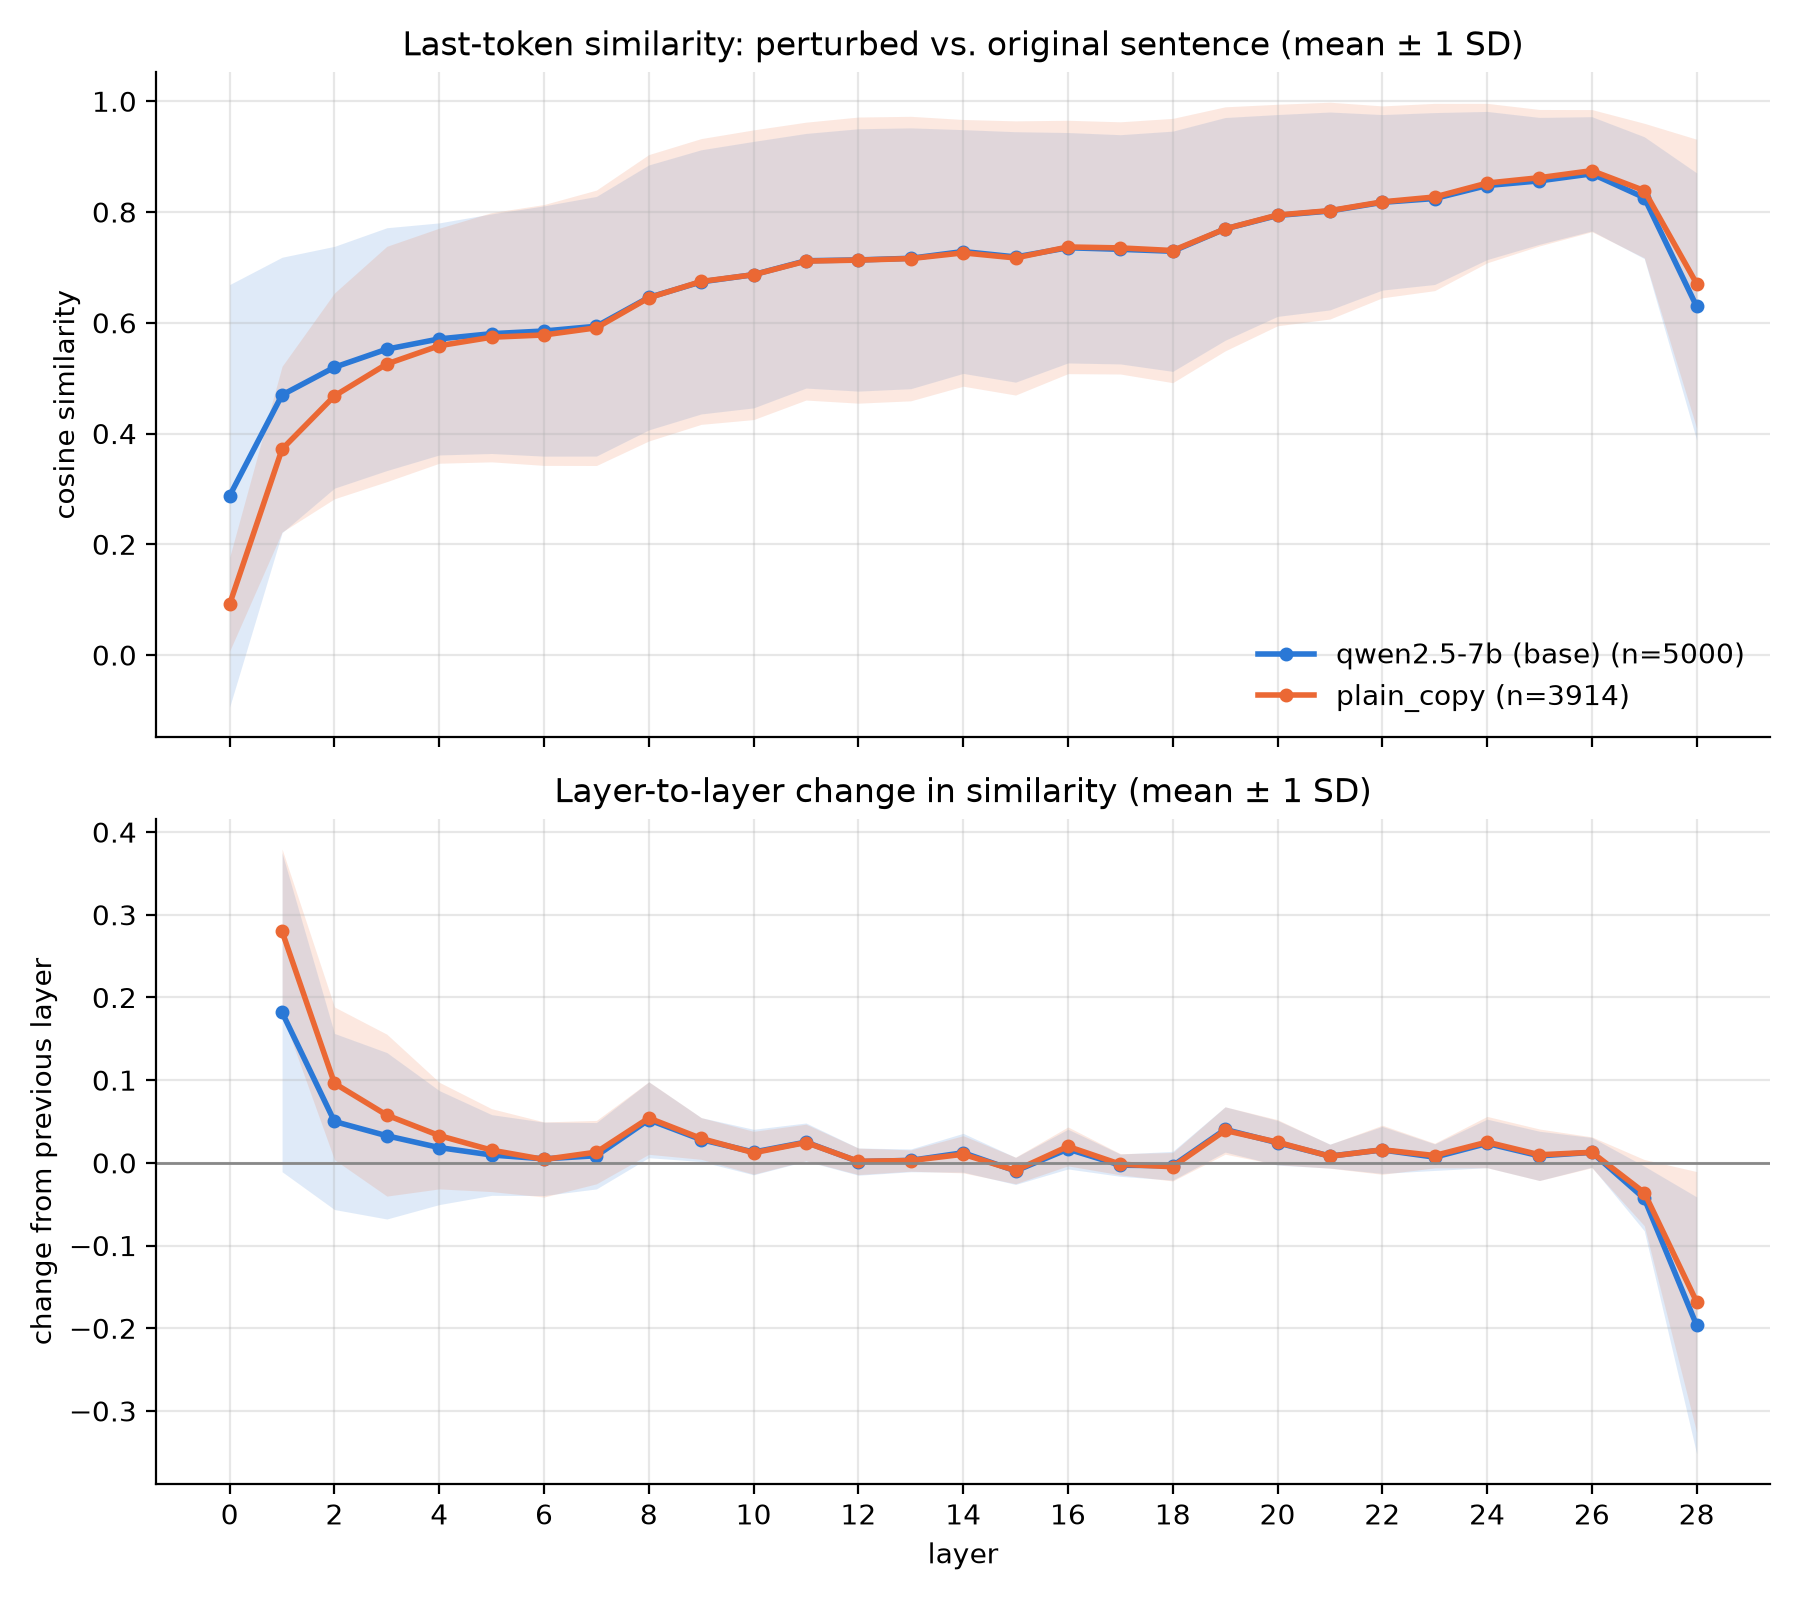 Last-token similarity: perturbed vs. original sentence (mean ± 1 SD)
1.0
0.8
0.6
0.4
0.2
0.0
cosine similarity
qwen2.5-7b (base) (n=5000)
plain_copy (n=3914)
Layer-to-layer change in similarity (mean ± 1 SD)
0.4
0.3
0.2
0.1
0.0
−0.1
−0.2
−0.3
change from previous layer
0 2 4 6 8 10 12 14 16 18 20 22 24 26 28
layer